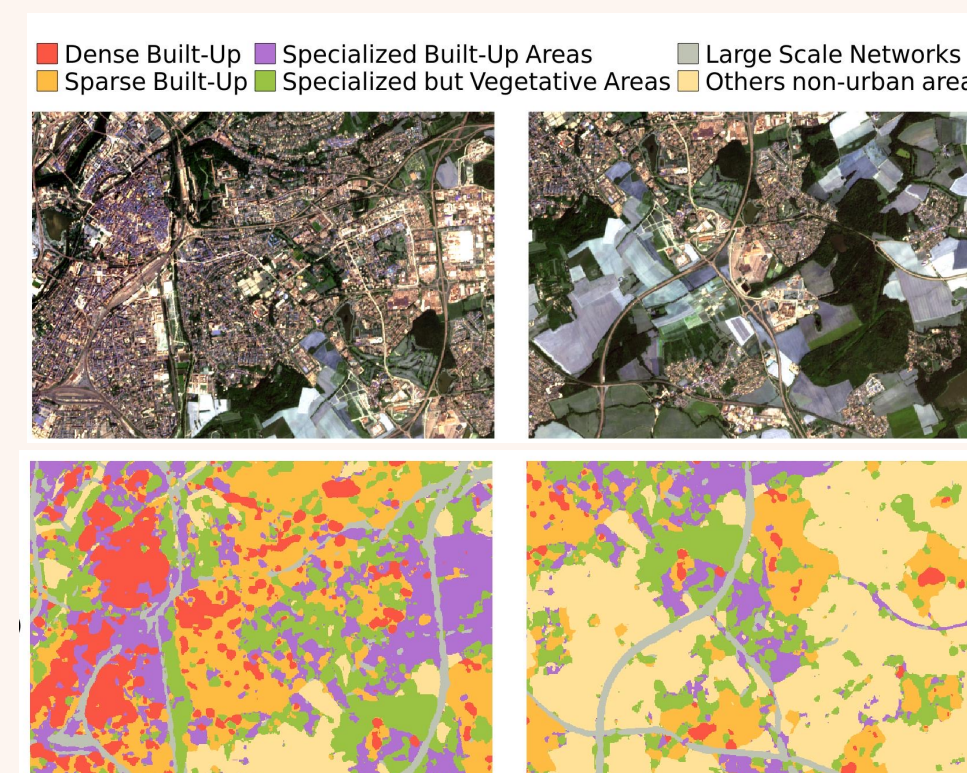 Dense Built-Up Specialized Built-Up Areas Large Scale Networks
Sparse Built-Up Specialized but Vegetative Areas Others non-urban